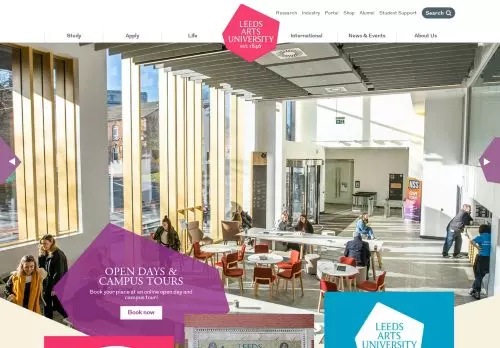 Research Industry Portal Shop Alumni Student Support Search
LEEDS
ARTS
UNIVERSITY
Study Apply Life International News & Events About Us
NSS
OPEN DAYS &
CAMPUS TOURS
Book your place at an online open day and
campus tour!
Book now
LEEDS
LEEDS
ARTS
UNIVERSITY